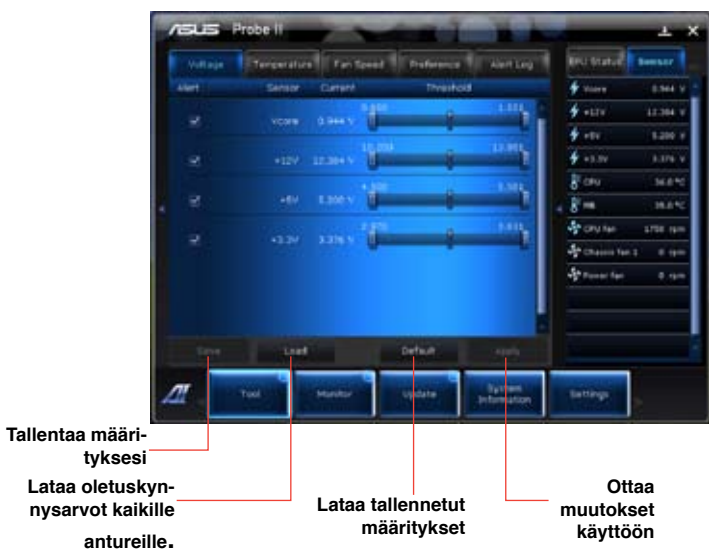 ASUS Probe II
Voltage Temperature Fan Speed Preference Alert Log
EPU Status Sensor
Alert Sensor Current Threshold
Vcore 0.944 V
+12V 12.384 V
+5V 5.200 V
+3.3V 3.376 V
Vcore 0.944 V
+12V 12.384 V
+5V 5.200 V
+3.3V 3.376 V
CPU
MB
CPU Fan
Chassis Fan 1 0 rpm
Power Fan 0 rpm
Save Load Default Apply
Tool Monitor Update System Information Settings
Tallentaa määri-
tyksesi
Lataa oletuskyn-
nysarvot kaikille
antureille.
Lataa tallennetut
määritykset
Ottaa
muutokset
käyttöön